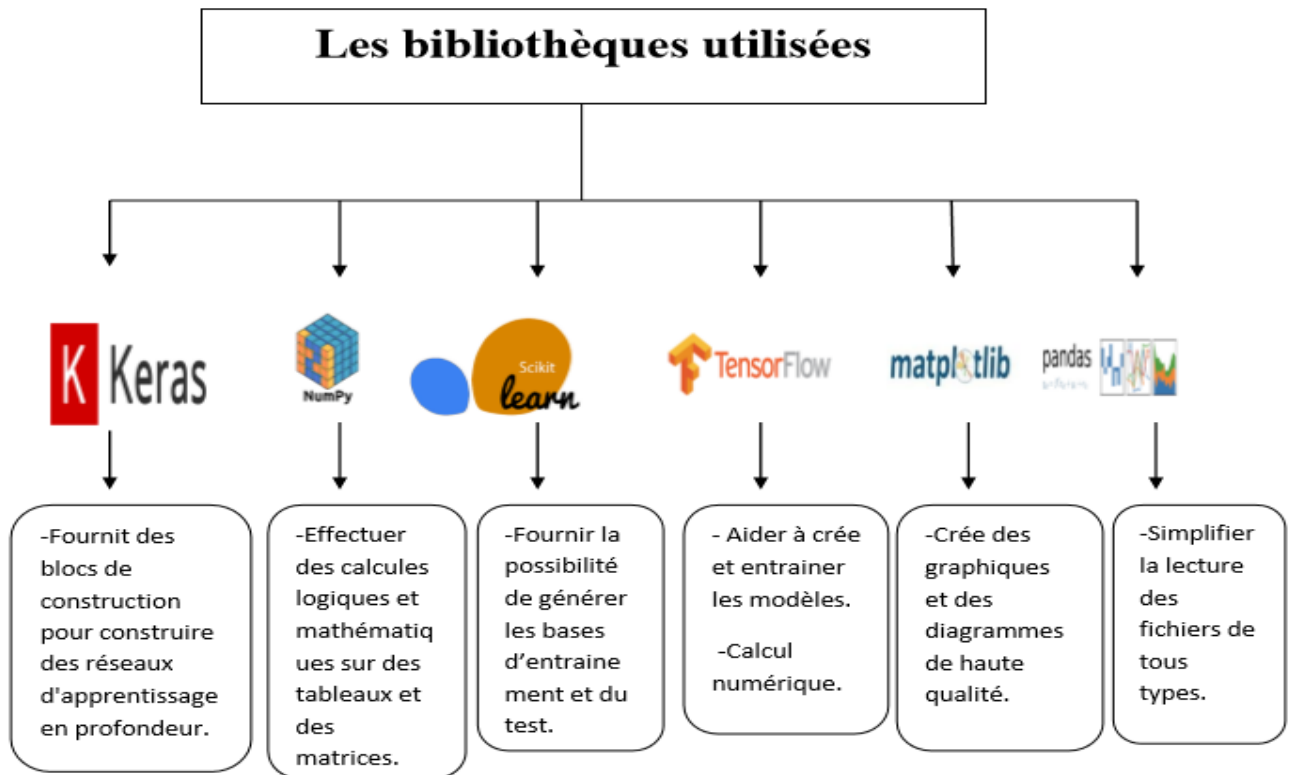 Les bibliothèques utilisées
K Keras
NumPy
Scikit
learn
TensorFlow
matplotlib
pandas
-Fournit des
blocs de
construction
pour construire
des réseaux
d'apprentissage
en profondeur.
-Effectuer
des calcules
logiques et
mathématiq
ues sur des
tableaux et
des
matrices.
-Fournir la
possibilité
de générer
les bases
d’entraine
ment et du
test.
- Aider à crée
et entrainer
les modèles.
-Calcul
numérique.
-Crée des
graphiques
et des
diagrammes
de haute
qualité.
-Simplifier
la lecture
des
fichiers de
tous
types.